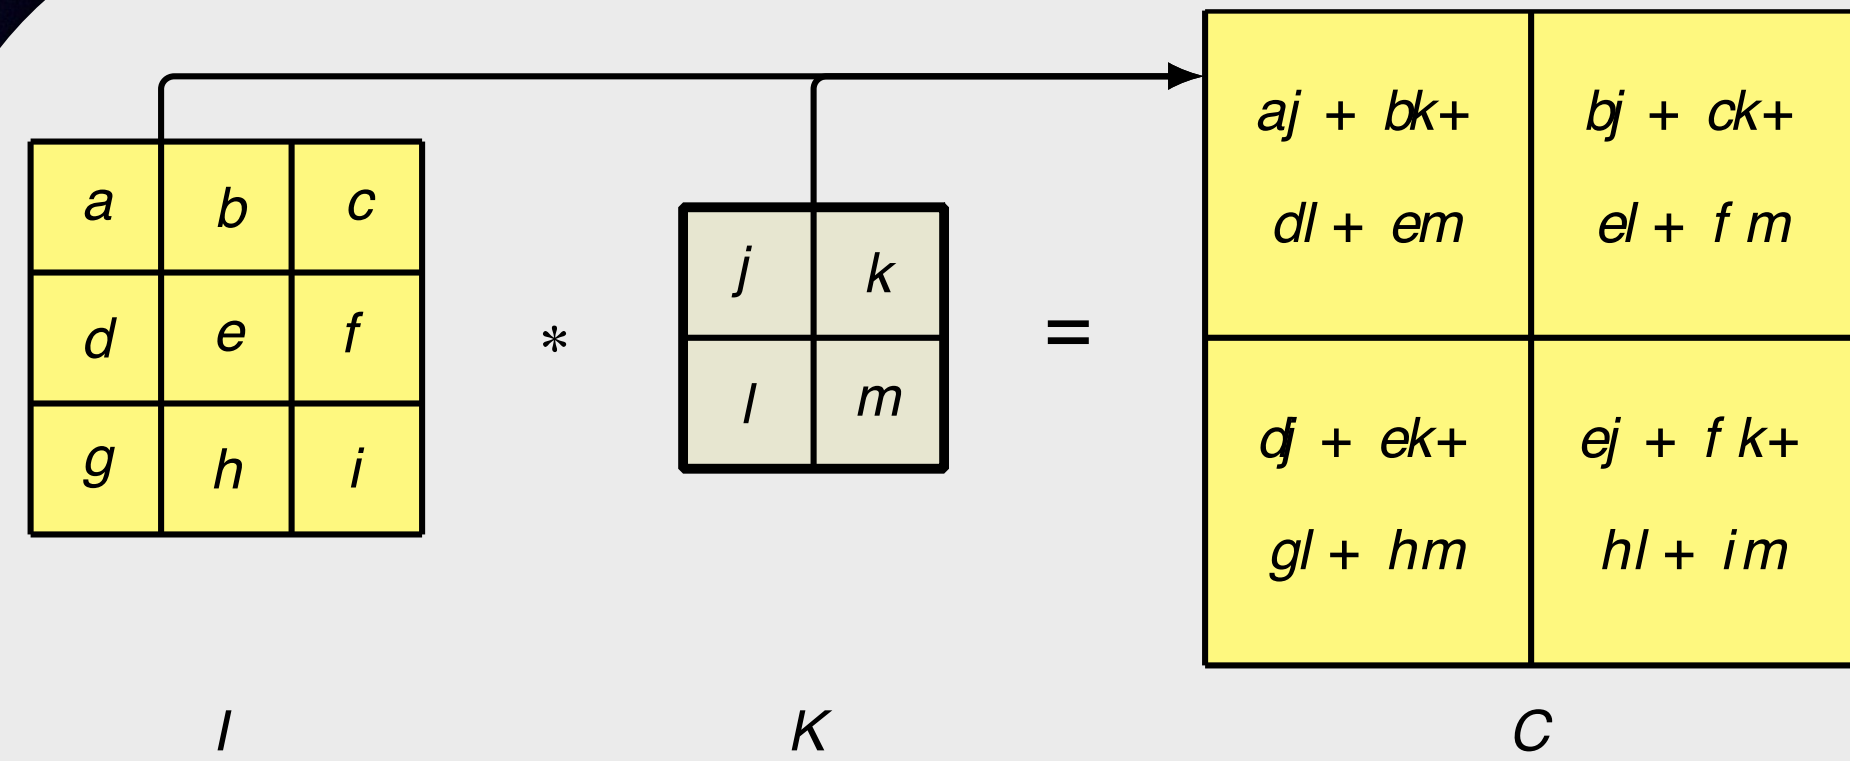 a b c
d e f
g h i
*
j k
l m
=
aj + bk+
dl + em
bj + ck+
el + f m
dj + ek+
gl + hm
ej + f k+
hl + im
I
K
C